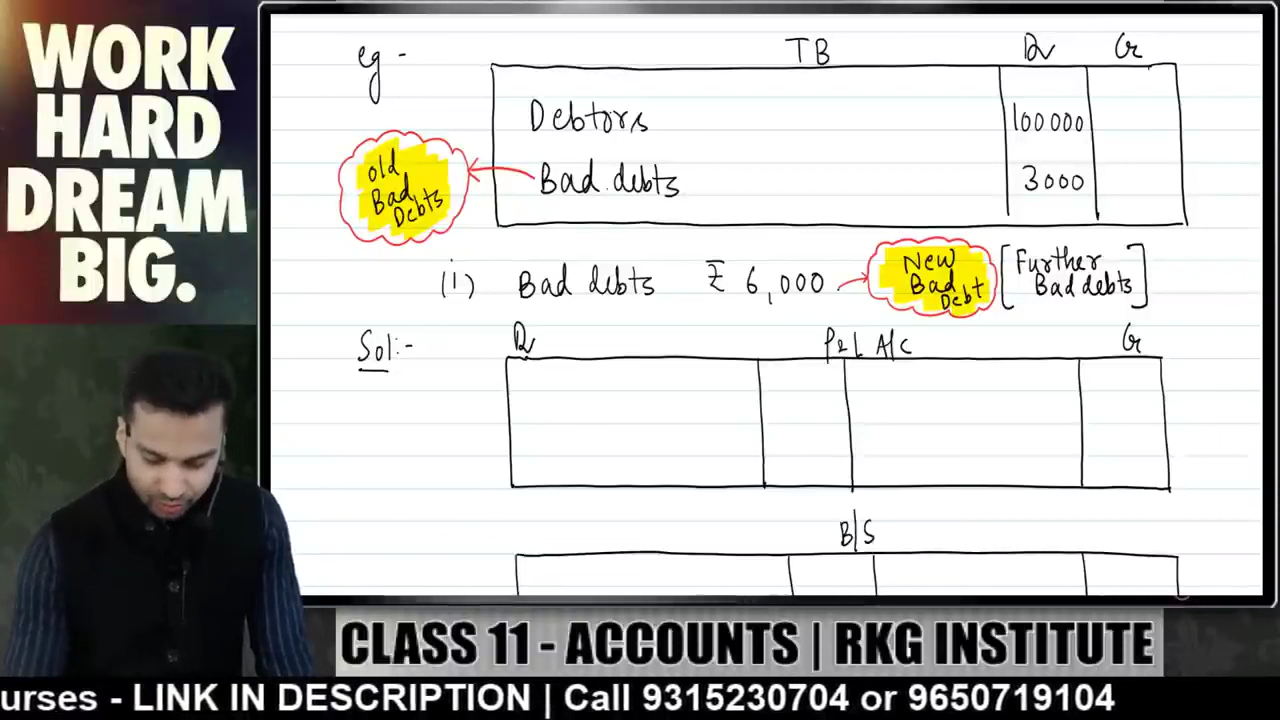 WORK
HARD
DREAM
BIG.
eg -
TB
Dr
Cr
Debtors
100000
Bad debts
3000
Old
Bad
Debts
(i) Bad debts ₹ 6,000
New
Bad
Debt
[Further
Bad debts]
Sol:-
Dr
P&L A/C
Cr
B/S
CLASS 11 - ACCOUNTS | RKG INSTITUTE
urses - LINK IN DESCRIPTION | Call 9315230704 or 9650719104